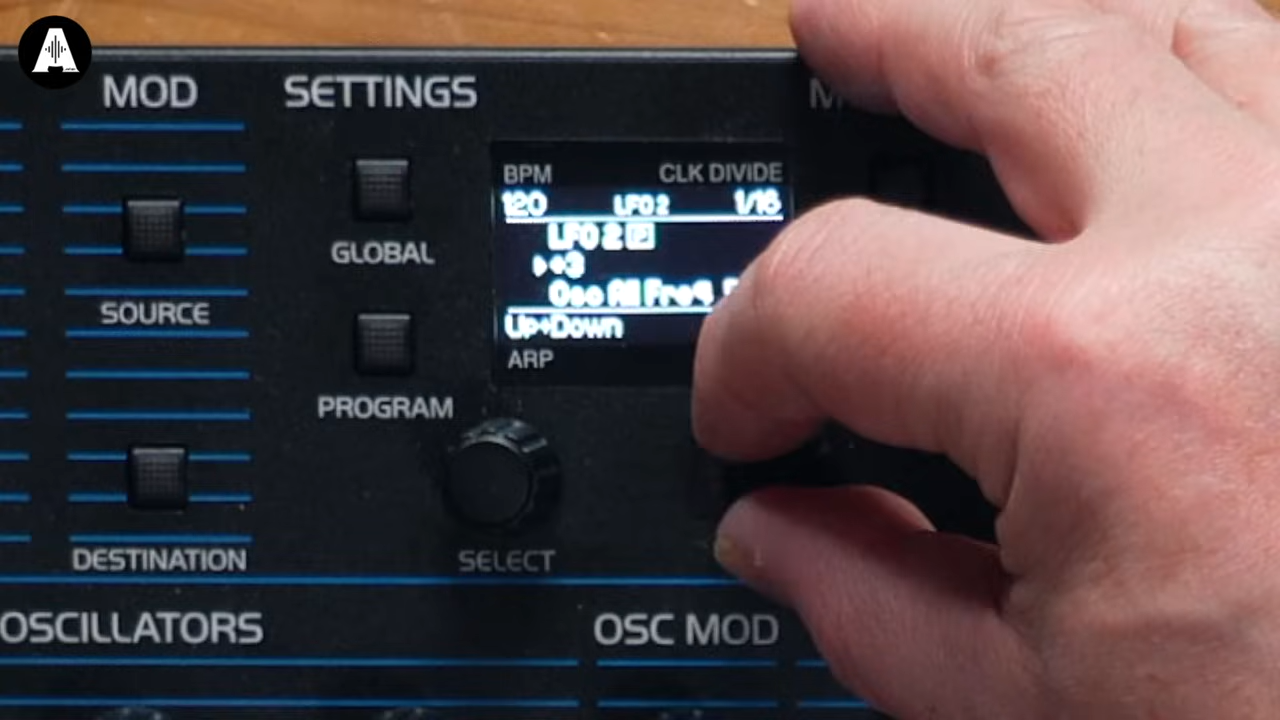 A
MOD
SETTINGS
BPM
CLK DIVIDE
120
LFO 2
1/16
LFO 2 P
+3
GLOBAL
Osc All Freq
SOURCE
Up+Down
ARP
PROGRAM
DESTINATION
SELECT
OSCILLATORS
OSC MOD